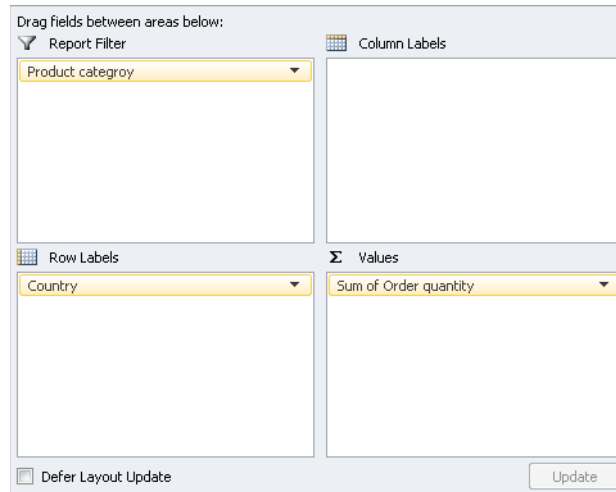 Drag fields between areas below:
Report Filter
Column Labels
Product categroy
Row Labels
Σ Values
Country
Sum of Order quantity
Defer Layout Update
Update